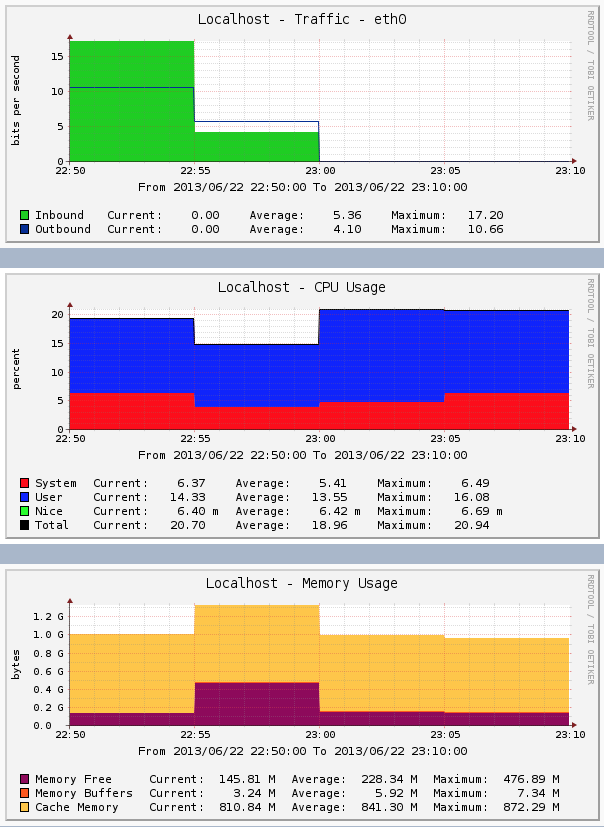 Localhost - Traffic - eth0
RRDTOOL / TOBI OETIKER
bits per second
15
10
5
0
22:50 22:55 23:00 23:05 23:10
From 2013/06/22 22:50:00 To 2013/06/22 23:10:00
Inbound Current: 0.00 Average: 5.36 Maximum: 17.20
Outbound Current: 0.00 Average: 4.10 Maximum: 10.66
Localhost - CPU Usage
RRDTOOL / TOBI OETIKER
percent
20
15
10
5
0
22:50 22:55 23:00 23:05 23:10
From 2013/06/22 22:50:00 To 2013/06/22 23:10:00
System Current: 6.37 Average: 5.41 Maximum: 6.49
User Current: 14.33 Average: 13.55 Maximum: 16.08
Nice Current: 6.40 m Average: 6.42 m Maximum: 6.69 m
Total Current: 20.70 Average: 18.96 Maximum: 20.94
Localhost - Memory Usage
RRDTOOL / TOBI OETIKER
bytes
1.2 G
1.0 G
0.8 G
0.6 G
0.4 G
0.2 G
0.0
22:50 22:55 23:00 23:05 23:10
From 2013/06/22 22:50:00 To 2013/06/22 23:10:00
Memory Free Current: 145.81 M Average: 228.34 M Maximum: 476.89 M
Memory Buffers Current: 3.24 M Average: 5.92 M Maximum: 7.34 M
Cache Memory Current: 810.84 M Average: 841.30 M Maximum: 872.29 M